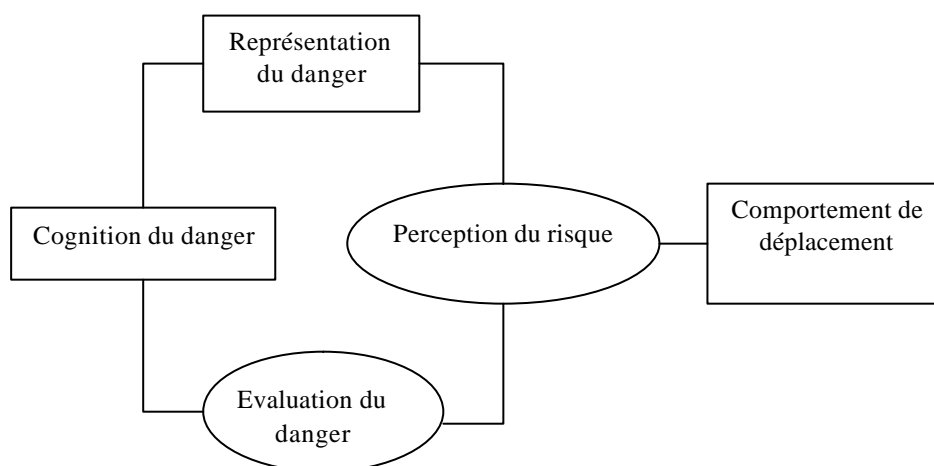 Représentation
du danger
Cognition du danger
Perception du risque
Comportement de
déplacement
Evaluation du
danger